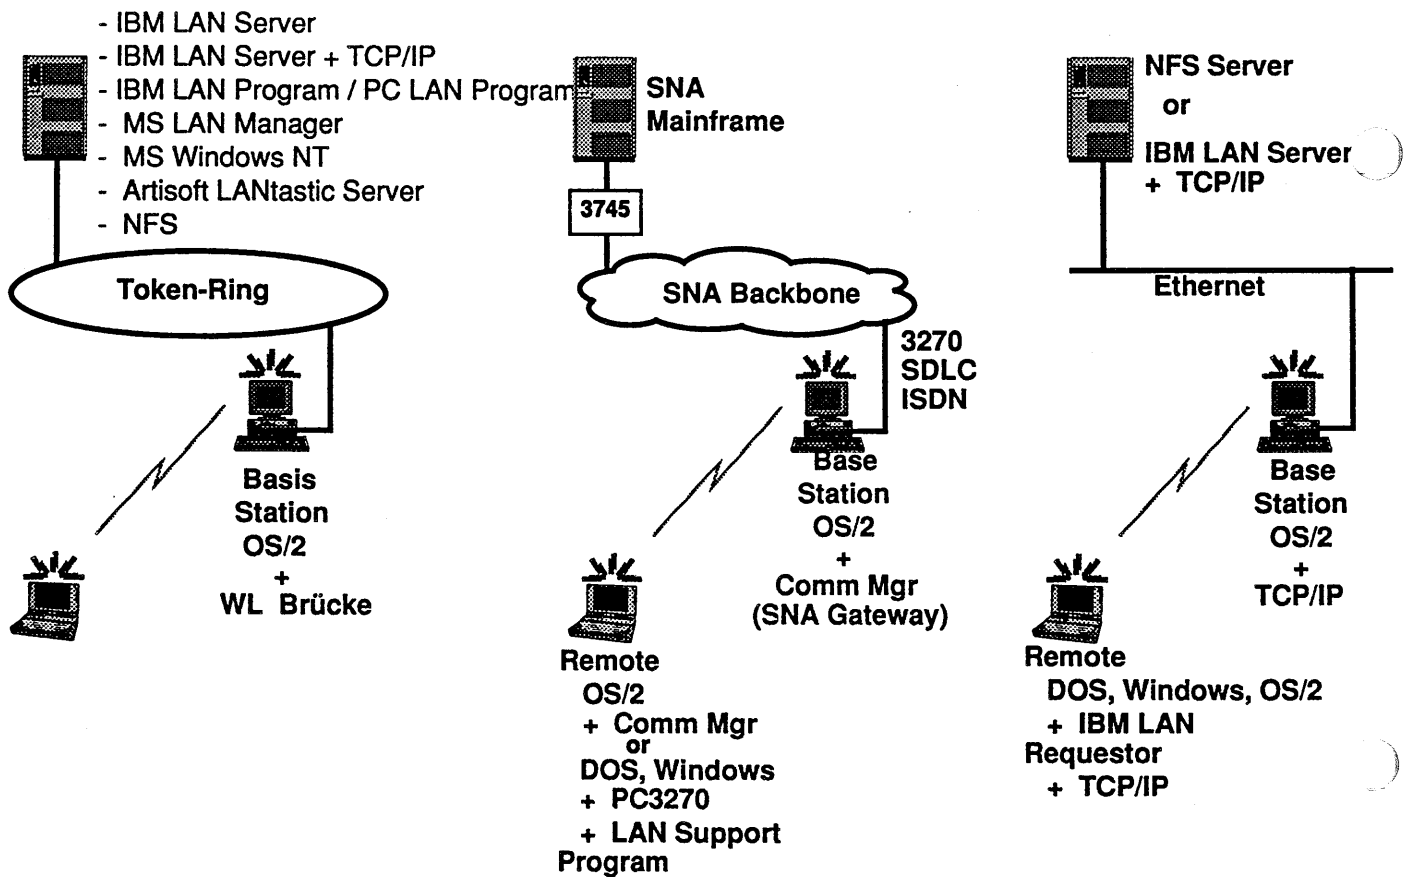 - IBM LAN Server
- IBM LAN Server + TCP/IP
- IBM LAN Program / PC LAN Program
- MS LAN Manager
- MS Windows NT
- Artisoft LANtastic Server
- NFS
Token-Ring
Basis
Station
OS/2
+
WL Brücke
SNA
Mainframe
3745
SNA Backbone
3270
SDLC
ISDN
Base
Station
OS/2
+
Comm Mgr
(SNA Gateway)
Remote
OS/2
+ Comm Mgr
or
DOS, Windows
+ PC3270
+ LAN Support
Program
NFS Server
or
IBM LAN Server
+ TCP/IP
Ethernet
Base
Station
OS/2
+
TCP/IP
Remote
DOS, Windows, OS/2
+ IBM LAN
Requestor
+ TCP/IP